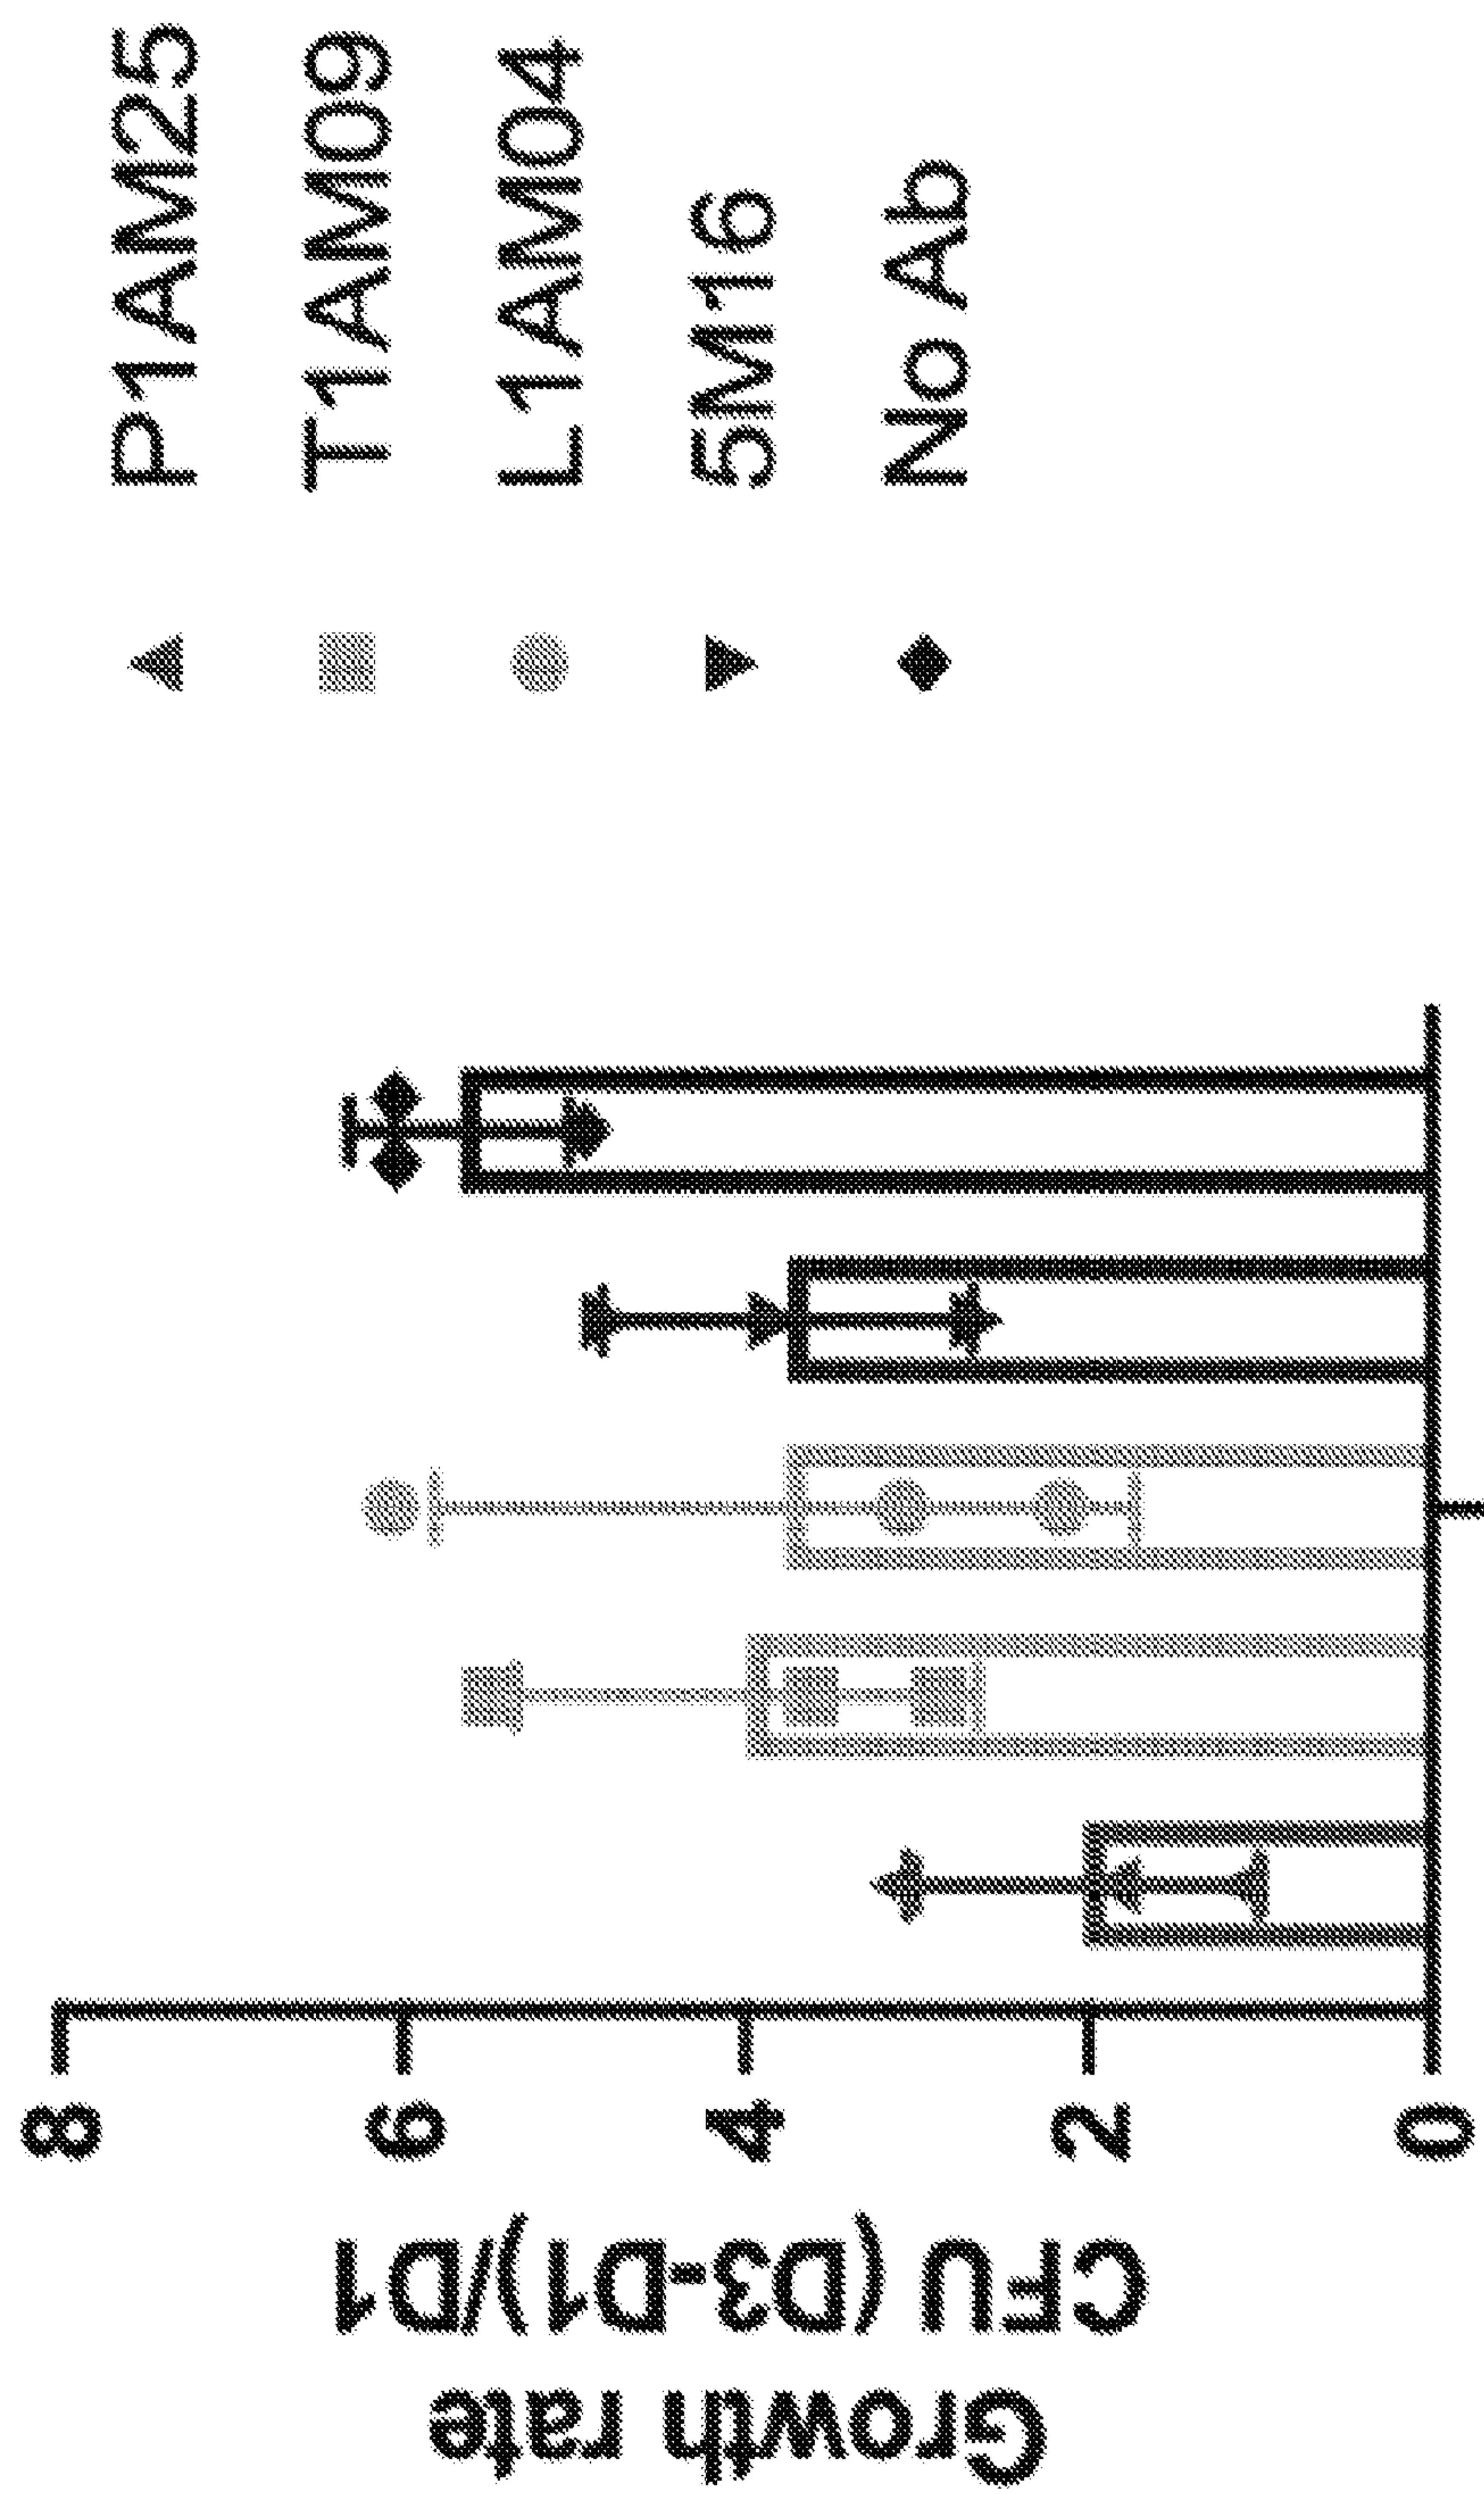 Growth rate
CFU (D3-D1)/D1
8
6
4
2
0
P1AM25
T1AM09
L1AM04
5M16
No Ab